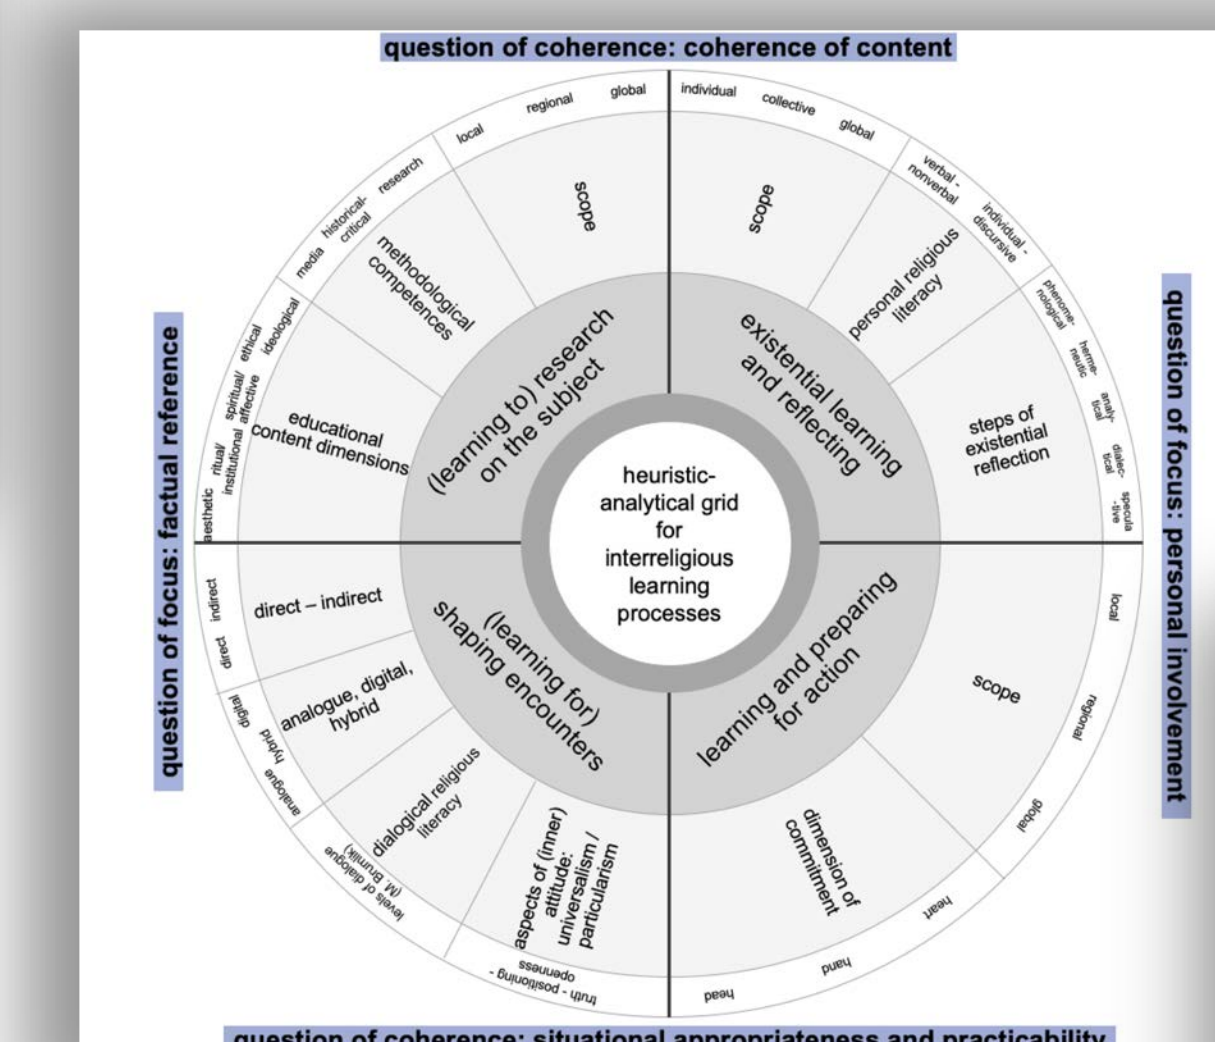 question of coherence: coherence of content
local
regional
global
individual
collective
global
research
historical-
critical
media
verbal -
nonverbal
individual -
discursive
scope
scope
methodological
competences
personal religious
literacy
ideological
ethical
spiritual/
affective
ritual/
institutional
aesthetic
phenome-
nological
herme-
neutic
analy-
tical
dialec-
tical
specula
-tive
educational
content dimensions
steps of
existential
reflection
(learning to) research
on the subject
existential learning
and reflecting
question of focus: factual reference
question of focus: personal involvement
heuristic-
analytical grid
for
interreligious
learning
processes
indirect
direct
direct – indirect
(learning for)
shaping encounters
learning and preparing
for action
local
regional
global
scope
digital
hybrid
analogue
analogue, digital,
hybrid
dialogical religious
literacy
levels of dialogue
(M. Brumlik)
aspects of (inner)
attitude:
universalism /
particularism
truth - positioning -
openness
dimension of
commitment
heart
hand
head
question of coherence: situational appropriateness and practicability